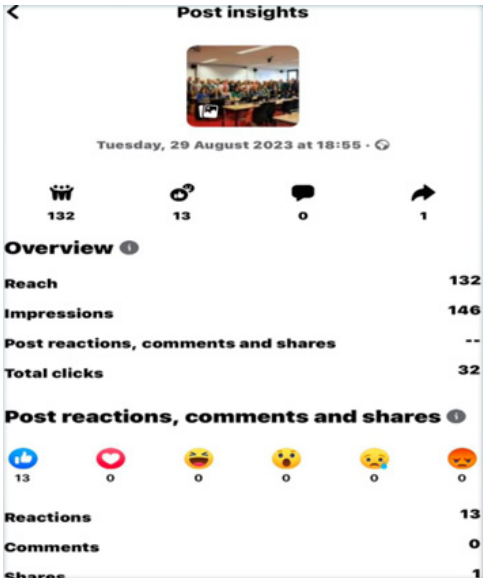 Post insights
Tuesday, 29 August 2023 at 18:55 ·
132 13 0 1
Overview
Reach 132
Impressions 146
Post reactions, comments and shares --
Total clicks 32
Post reactions, comments and shares
13 0 0 0 0 0
Reactions 13
Comments 0
Shares 1